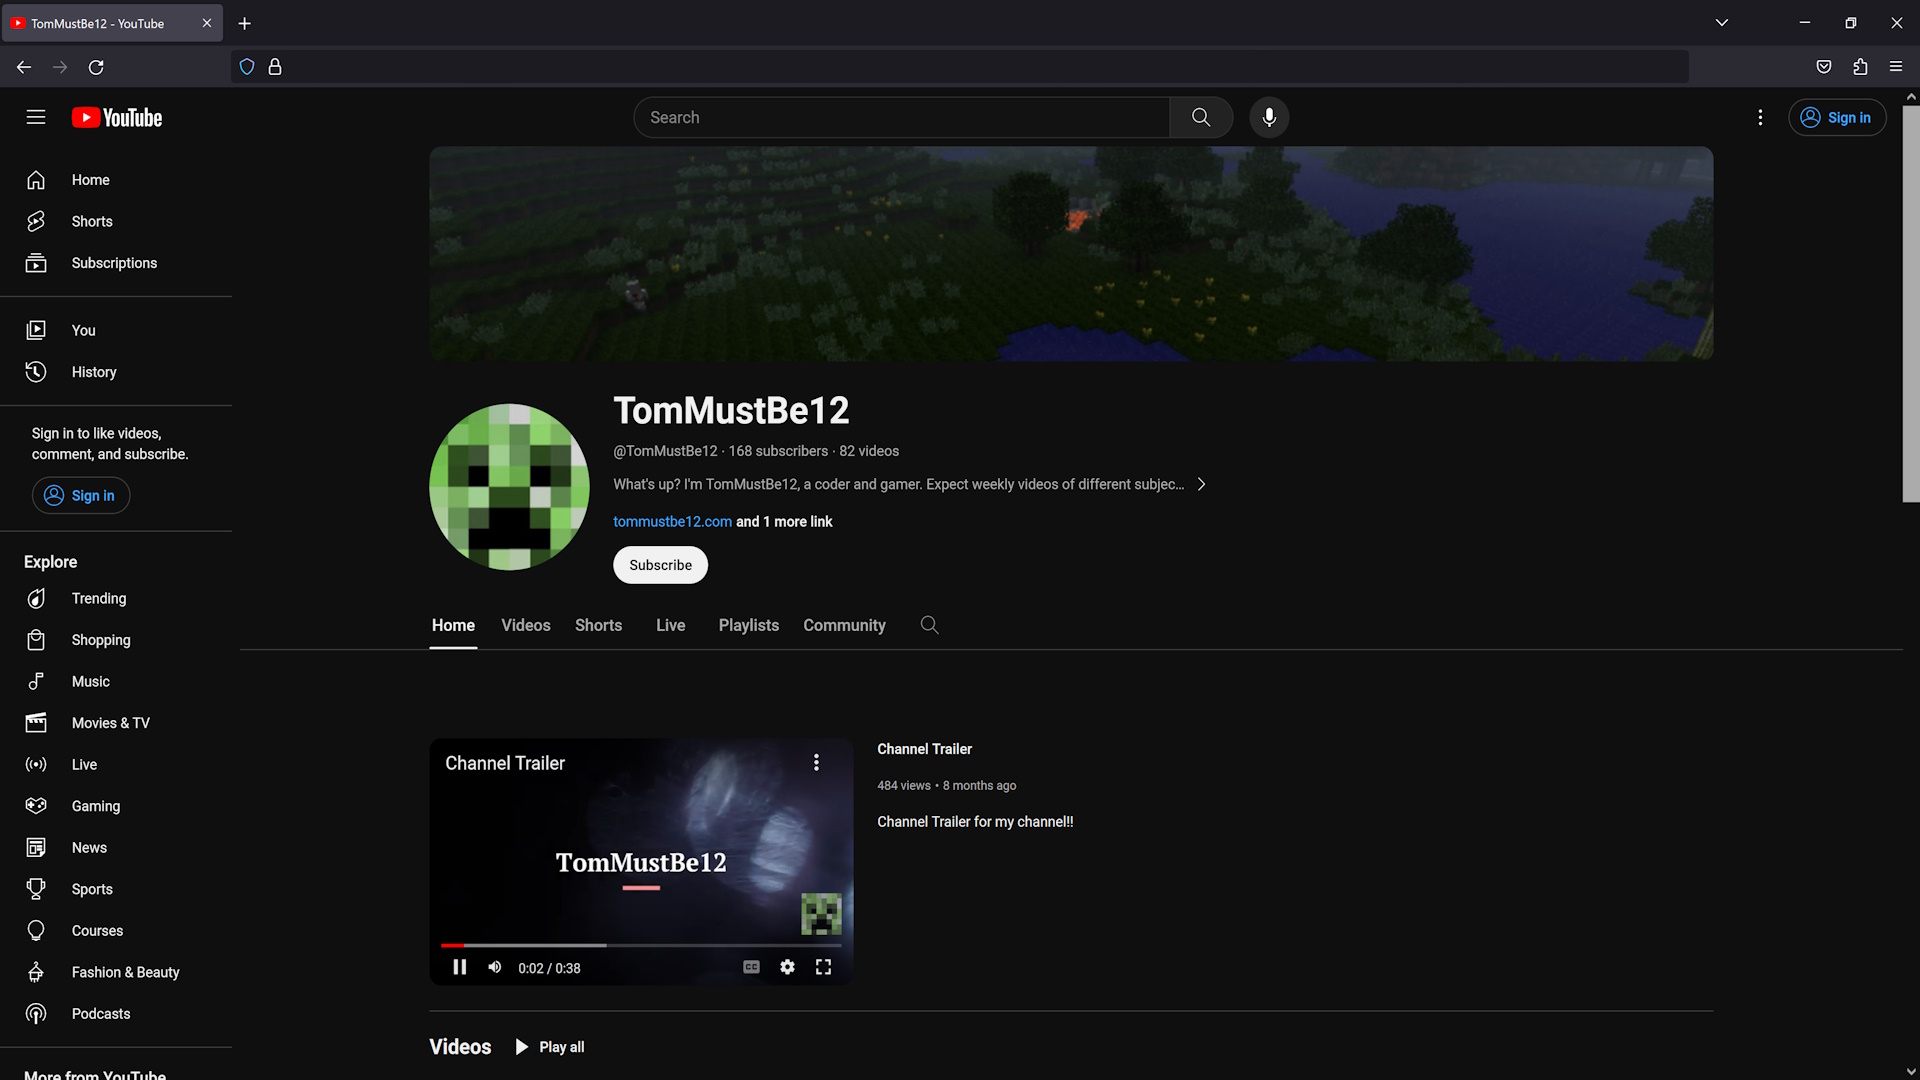 TomMustBe12 - YouTube
YouTube
Search
Sign in
Home
Shorts
Subscriptions
You
History
Sign in to like videos,
comment, and subscribe.
Sign in
Explore
Trending
Shopping
Music
Movies & TV
Live
Gaming
News
Sports
Courses
Fashion & Beauty
Podcasts
More from YouTube
TomMustBe12
@TomMustBe12 · 168 subscribers · 82 videos
What's up? I'm TomMustBe12, a coder and gamer. Expect weekly videos of different subjec...
tommustbe12.com and 1 more link
Subscribe
Home Videos Shorts Live Playlists Community
Channel Trailer
TomMustBe12
0:02 / 0:38
CC
Channel Trailer
484 views • 8 months ago
Channel Trailer for my channel!!
Videos Play all